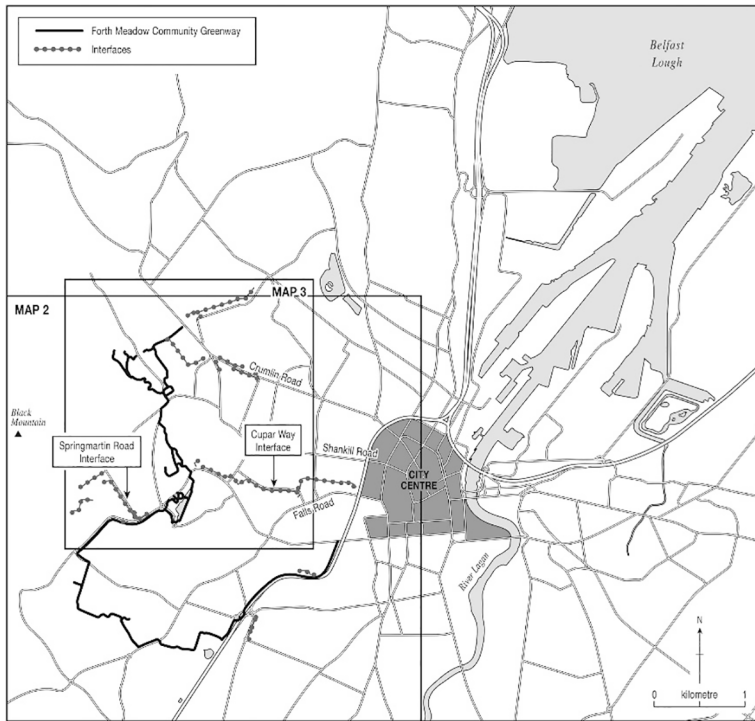 Forth Meadow Community Greenway
Interfaces
Belfast
Lough
MAP 3
MAP 2
Crumlin Road
Black
Mountain
Springmartin Road
Interface
Cupar Way
Interface
Shankill Road
CITY
CENTRE
Falls Road
River Lagan
N
0 kilometre 1